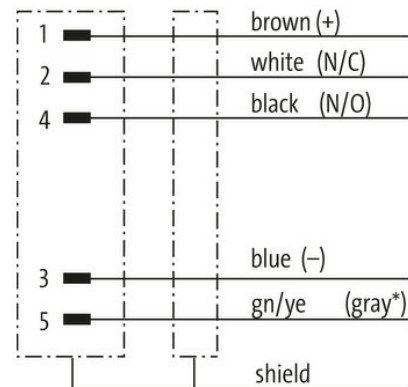 1 brown (+)
2 white (N/C)
4 black (N/O)
3 blue (–)
5 gn/ye (gray*)
shield